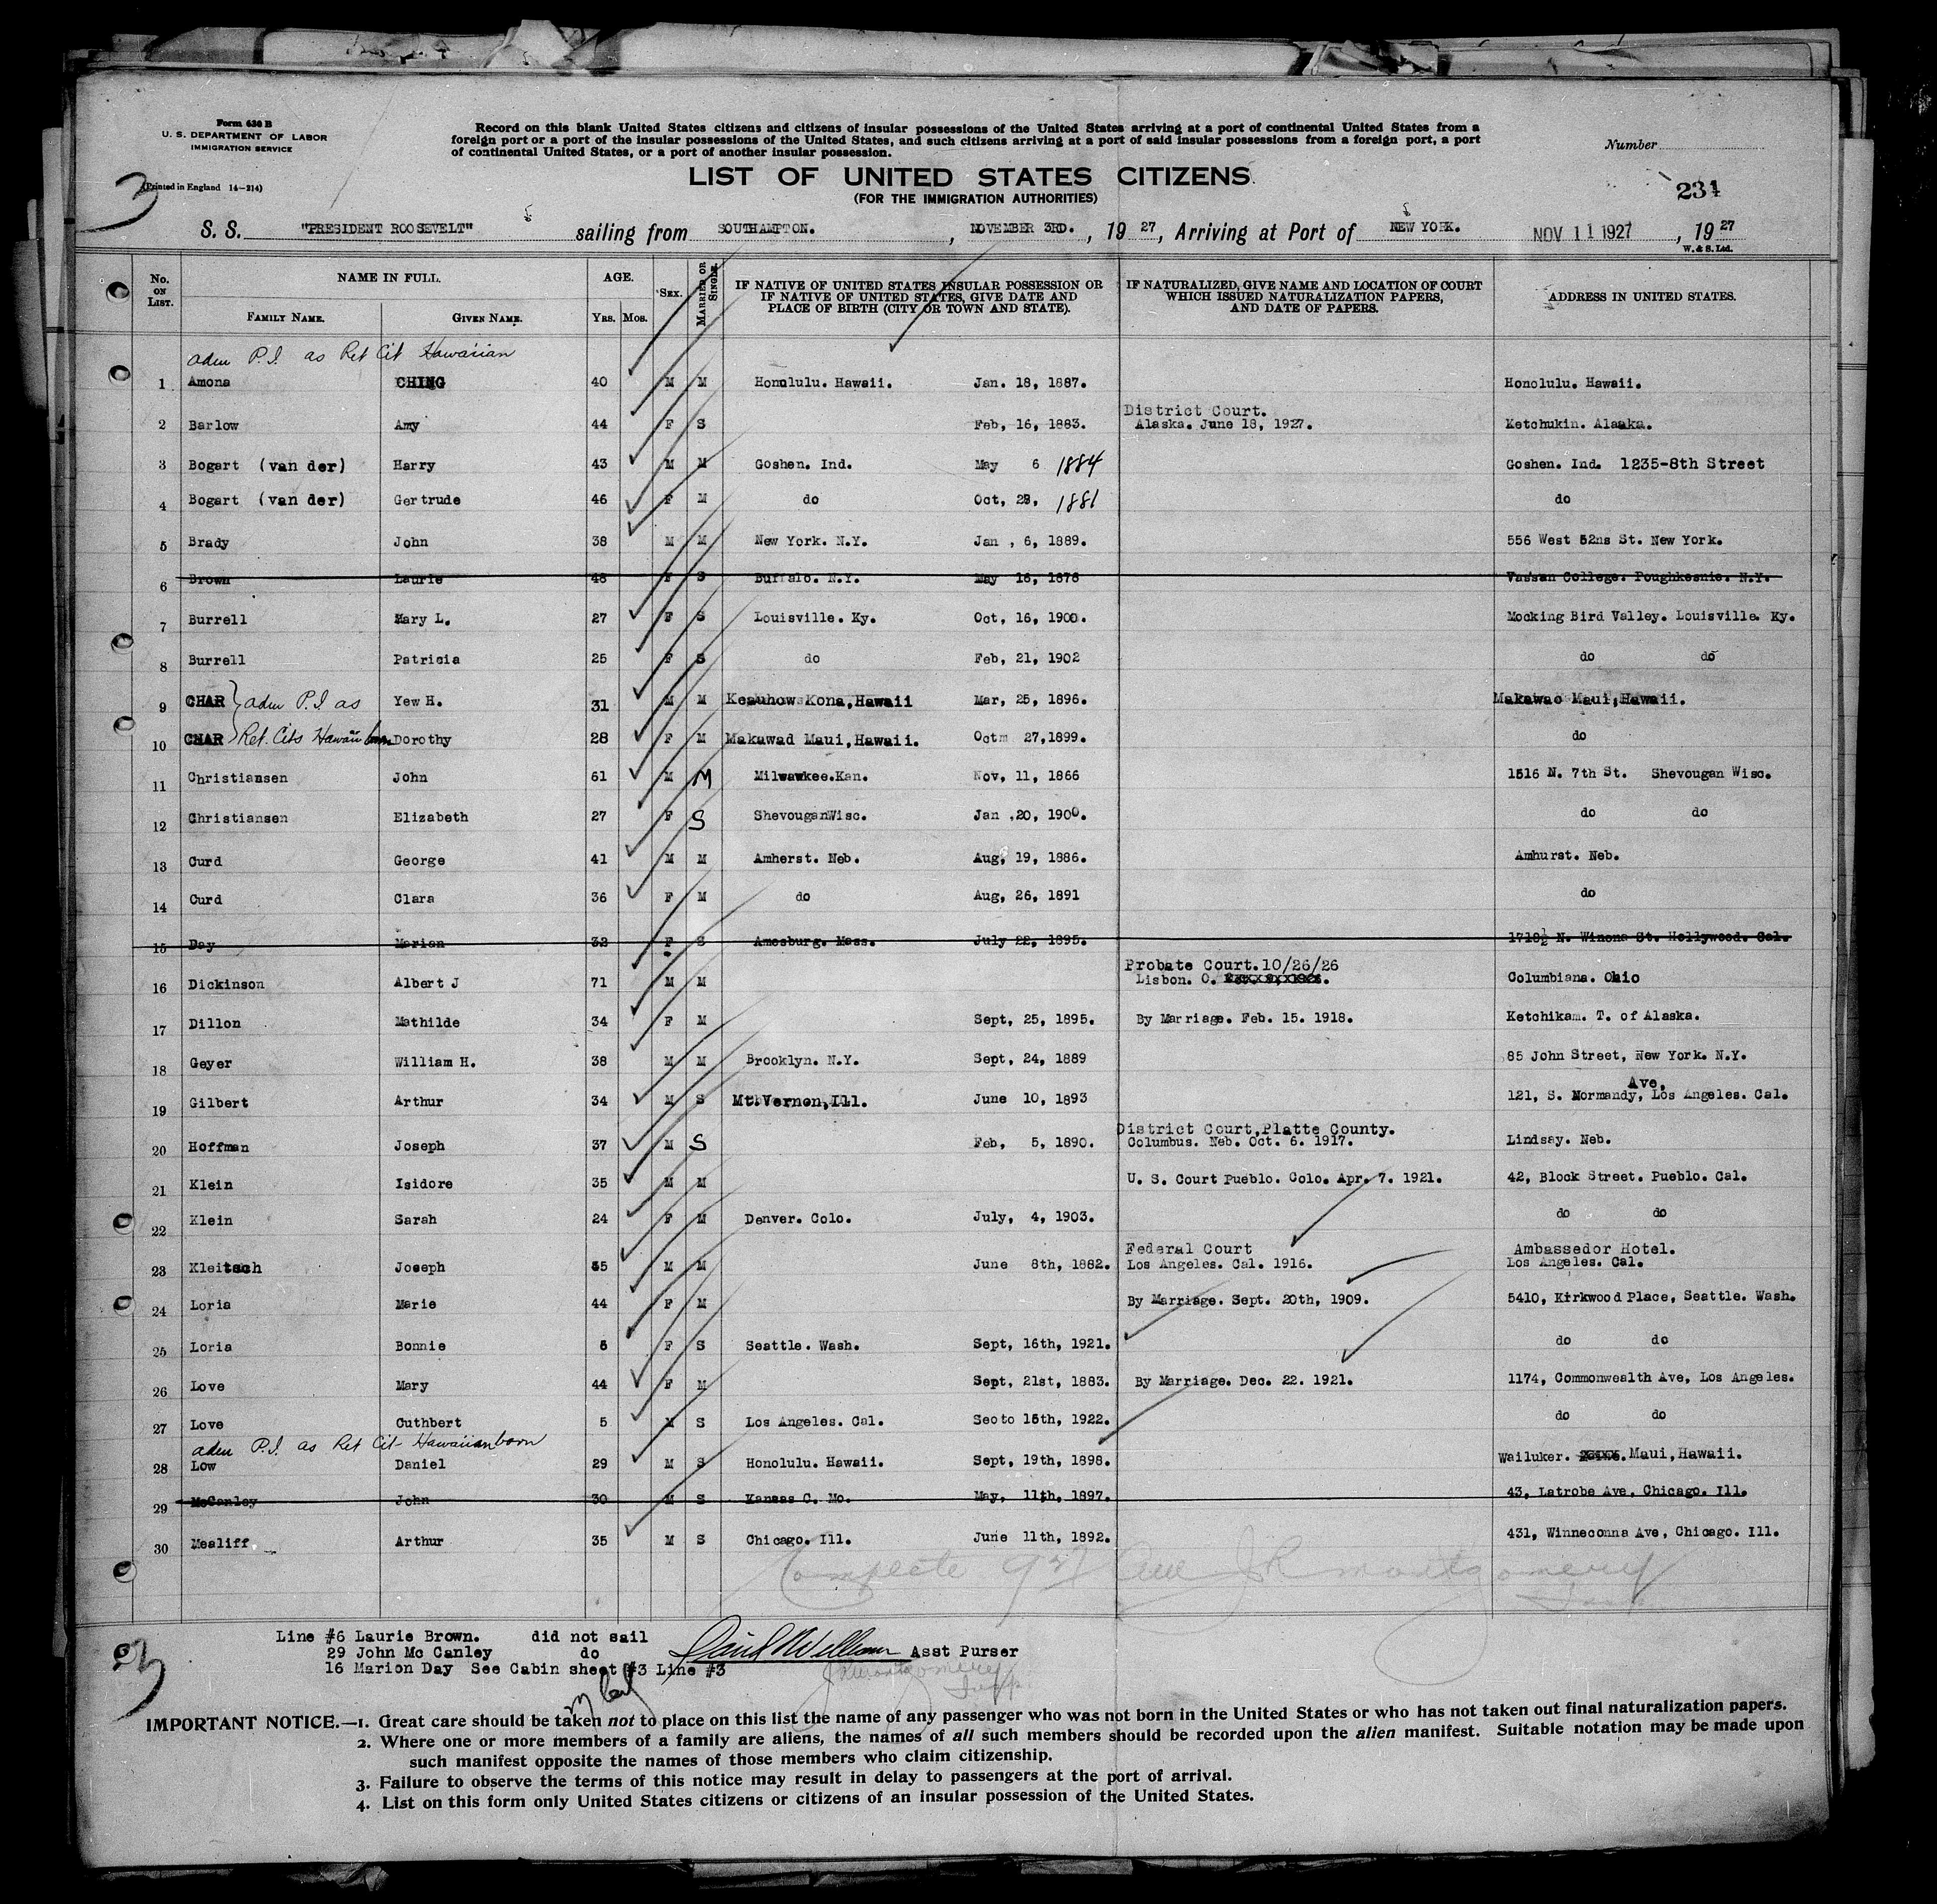 Form 630 B
U. S. DEPARTMENT OF LABOR
IMMIGRATION SERVICE
(Printed in England 14-214)
3
Record on this blank United States citizens and citizens of insular possessions of the United States arriving at a port of continental United States from a
foreign port or a port of the insular possessions of the United States, and such citizens arriving at a port of said insular possessions from a foreign port, a port
of continental United States, or a port of another insular possession.
Number
LIST OF UNITED STATES CITIZENS
(FOR THE IMMIGRATION AUTHORITIES)
231
S. S. "PRESIDENT ROOSEVELT" sailing from SOUTHAMPTON. , NOVEMBER 3RD. , 19 27, Arriving at Port of NEW YORK. NOV 11 1927 , 19 27
W. & S. Ltd.
No. ON LIST. NAME IN FULL. AGE. SEX. MARRIED OR SINGLE. IF NATIVE OF UNITED STATES INSULAR POSSESSION OR IF NATIVE OF UNITED STATES, GIVE DATE AND PLACE OF BIRTH (CITY OR TOWN AND STATE). IF NATURALIZED, GIVE NAME AND LOCATION OF COURT WHICH ISSUED NATURALIZATION PAPERS, AND DATE OF PAPERS. ADDRESS IN UNITED STATES.
FAMILY NAME. GIVEN NAME. YRS. MOS.
adm P.I. as Ret Cit Hawaiian
1 Amona CHING 40 M M Honolulu. Hawaii. Jan. 18, 1887. Honolulu. Hawaii.
District Court.
2 Barlow Amy 44 F S Feb, 16, 1883. Alaska. June 18, 1927. Ketchukin. Alaaka.
3 Bogart (van der) Harry 43 M M Goshen. Ind. May 6 1884 Goshen. Ind. 1235-8th Street
4 Bogart (van der) Gertrude 46 F M do Oct, 28, 1881 do
5 Brady John 38 M M New York. N.Y. Jan , 6, 1889. 556 West 52ns St. New York.
6 Brown Laurie 48 F S Buffalo. N.Y. May 18, 1878 Vassan College. Poughkesnie. N.Y.
7 Burrell Mary L. 27 F S Louisville. Ky. Oct, 16, 1900. Mocking Bird Valley. Louisville. Ky.
8 Burrell Patricia 25 F S do Feb, 21, 1902 do do
9 CHAR adm P.I as Yew H. 31 M M Keauhow Kona, Hawaii Mar, 25, 1896. Makawao Maui, Hawaii.
10 CHAR Ret. Cits Hawaii born Dorothy 28 F M Makawad Maui, Hawaii. Octm 27,1899. do
11 Christiansen John 61 M M Milwawkee.Kan. Nov, 11, 1866 1516 N. 7th St. Shevougan Wisc.
12 Christiansen Elizabeth 27 F S ShevouganWisc. Jan ,20, 1900. do do
13 Curd George 41 M M Amherst. Neb. Aug, 19, 1886. Amhurst. Neb.
14 Curd Clara 36 F M do Aug, 26, 1891 do
15 Day Marion 32 F S Amesburg. Mass. July 22, 1895. 1718½ N. Winona St. Hollywood. Cal.
Probate Court. 10/26/26
16 Dickinson Albert J 71 M M Lisbon. O. Columbiana. Ohio
17 Dillon Mathilde 34 F M Sept, 25, 1895. By Marriage. Feb. 15. 1918. Ketchikam. T. of Alaska.
18 Geyer William H. 38 M M Brooklyn. N.Y. Sept, 24, 1889 85 John Street, New York. N.Y.
Ave,
19 Gilbert Arthur 34 M S Mt.Vernon,Ill. June 10, 1893 121, S. Normandy, Los Angeles. Cal.
District Court,Platte County.
20 Hoffman Joseph 37 M S Feb, 5, 1890. Columbus. Neb. Oct. 6. 1917. Lindsay. Neb.
21 Klein Isidore 35 M M U. S. Court Pueblo. Colo. Apr. 7. 1921. 42, Block Street. Pueblo. Cal.
22 Klein Sarah 24 F M Denver. Colo. July, 4, 1903. do do
Federal Court Ambassedor Hotel.
23 Kleitsch Joseph 45 M M June 8th, 1882. Los Angeles. Cal. 1916. Los Angeles. Cal.
24 Loria Marie 44 F M By Marriage. Sept. 20th, 1909. 5410, Kirkwood Place, Seattle. Wash.
25 Loria Bonnie 6 F S Seattle. Wash. Sept, 16th, 1921. do do
26 Love Mary 44 F M Sept, 21st, 1883. By Marriage. Dec. 22. 1921. 1174, Commonwealth Ave, Los Angeles.
27 Love Cuthbert 5 M S Los Angeles. Cal. Seoto 15th, 1922. do do
adm P.I. as Ret Cit- Hawaiian born
28 Low Daniel 29 M S Honolulu. Hawaii. Sept, 19th, 1898. Wailuker. Maui, Hawaii.
29 McCanley John 30 M S Kansas C. Mo. May, 11th, 1897. 43, Latrobe Ave, Chicago. Ill.
30 Mealiff. Arthur 35 M S Chicago. Ill. June 11th, 1892. 431, Winneconna Ave, Chicago. Ill.
Complete J R Montgomery
Insp.
Line #6 Laurie Brown. did not sail
29 John Mc Canley do Asst Purser
16 Marion Day See Cabin sheet #3 Line #3
J R Montgomery
Insp.
3
IMPORTANT NOTICE.—1. Great care should be taken not to place on this list the name of any passenger who was not born in the United States or who has not taken out final naturalization papers.
2. Where one or more members of a family are aliens, the names of all such members should be recorded upon the alien manifest. Suitable notation may be made upon
such manifest opposite the names of those members who claim citizenship.
3. Failure to observe the terms of this notice may result in delay to passengers at the port of arrival.
4. List on this form only United States citizens or citizens of an insular possession of the United States.